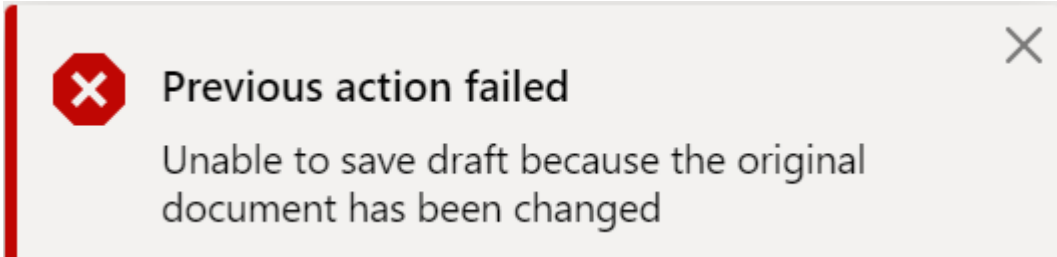 Previous action failed
Unable to save draft because the original
document has been changed